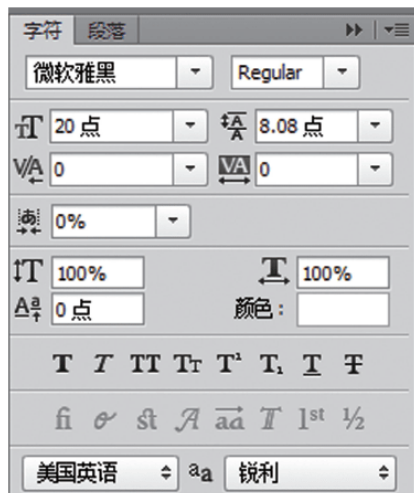 字符 段落
微软雅黑 Regular
20 点 8.08 点
0 0
0%
100% 100%
0 点 颜色：
T T TT Tт T¹ T₁ T T
fi st A ad T 1st ½
美国英语 aa 锐利